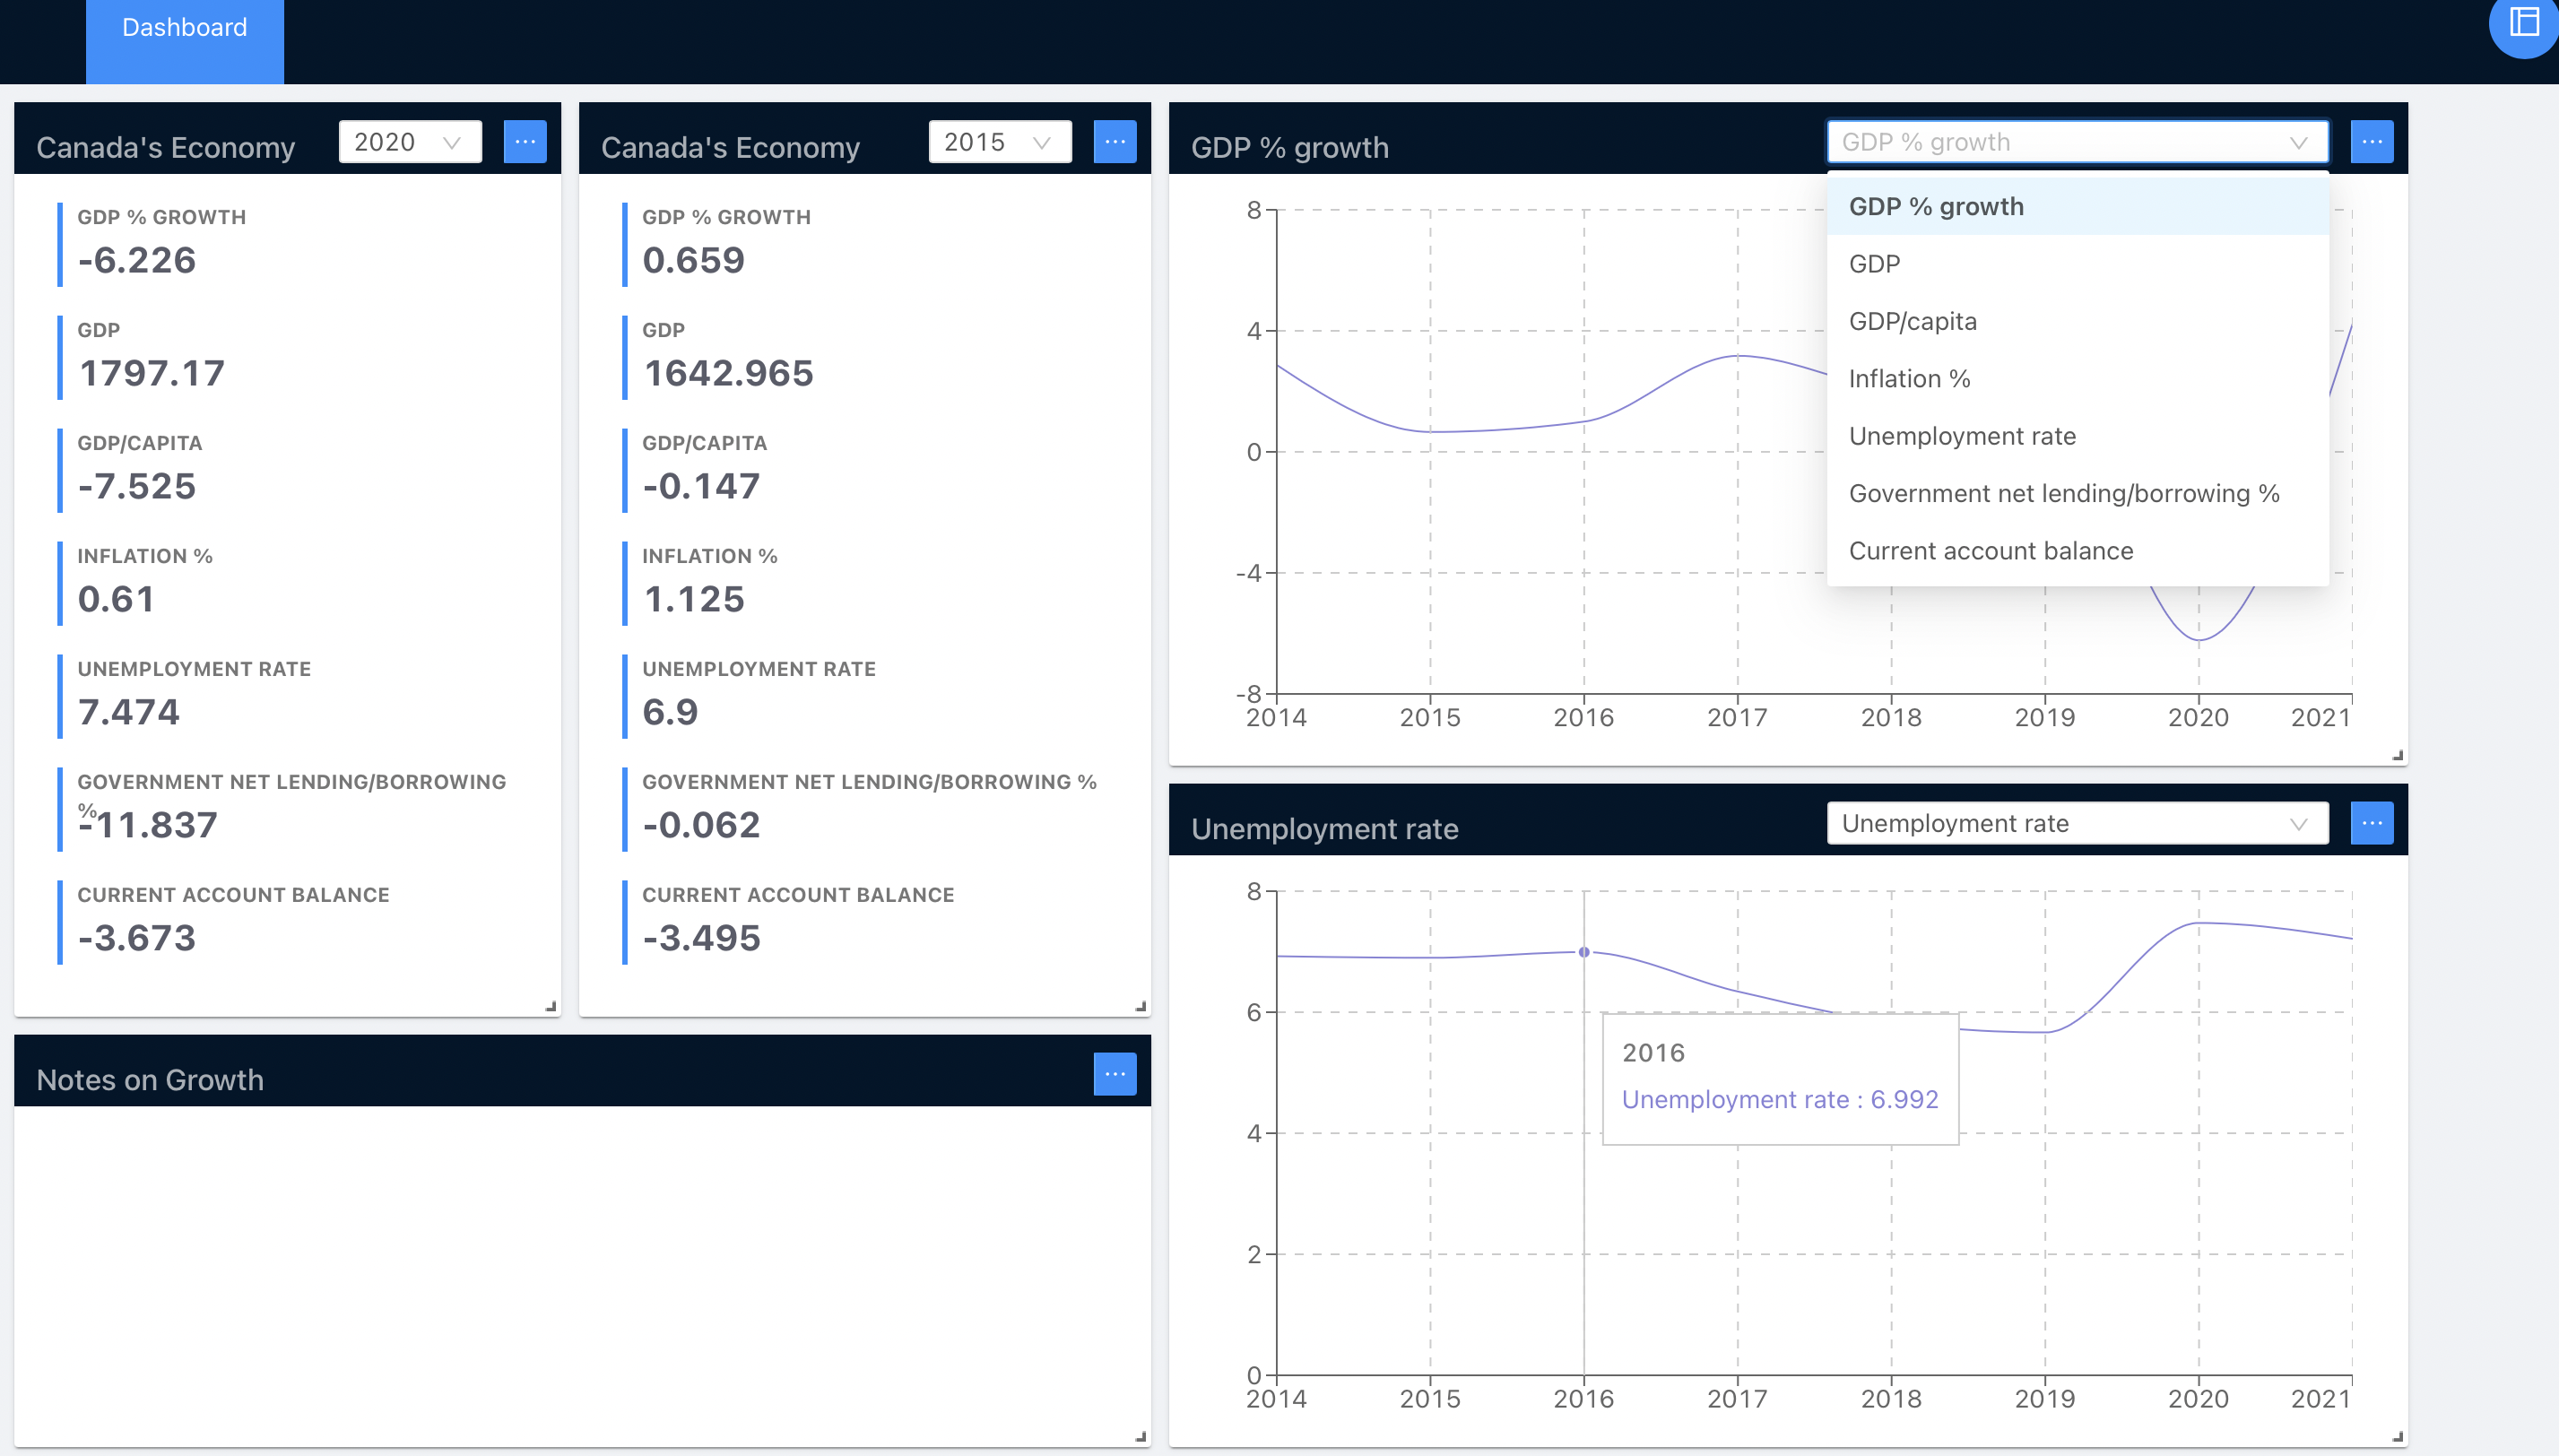 Dashboard
Canada's Economy
2020
...
GDP % GROWTH
-6.226
GDP
1797.17
GDP/CAPITA
-7.525
INFLATION %
0.61
UNEMPLOYMENT RATE
7.474
GOVERNMENT NET LENDING/BORROWING
%
-11.837
CURRENT ACCOUNT BALANCE
-3.673
Canada's Economy
2015
...
GDP % GROWTH
0.659
GDP
1642.965
GDP/CAPITA
-0.147
INFLATION %
1.125
UNEMPLOYMENT RATE
6.9
GOVERNMENT NET LENDING/BORROWING %
-0.062
CURRENT ACCOUNT BALANCE
-3.495
Notes on Growth
...
GDP % growth
GDP % growth
...
GDP % growth
GDP
GDP/capita
Inflation %
Unemployment rate
Government net lending/borrowing %
Current account balance
8
4
0
-4
-8
2014 2015 2016 2017 2018 2019 2020 2021
Unemployment rate
Unemployment rate
...
8
6
4
2
0
2016
Unemployment rate : 6.992
2014 2015 2016 2017 2018 2019 2020 2021